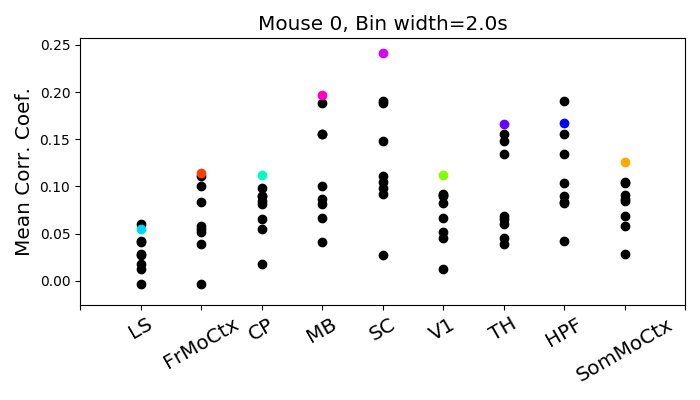 Mouse 0, Bin width=2.0s
Mean Corr. Coef.
0.25
0.20
0.15
0.10
0.05
0.00
LS
FrMoCtx
CP
MB
SC
V1
TH
HPF
SomMoCtx